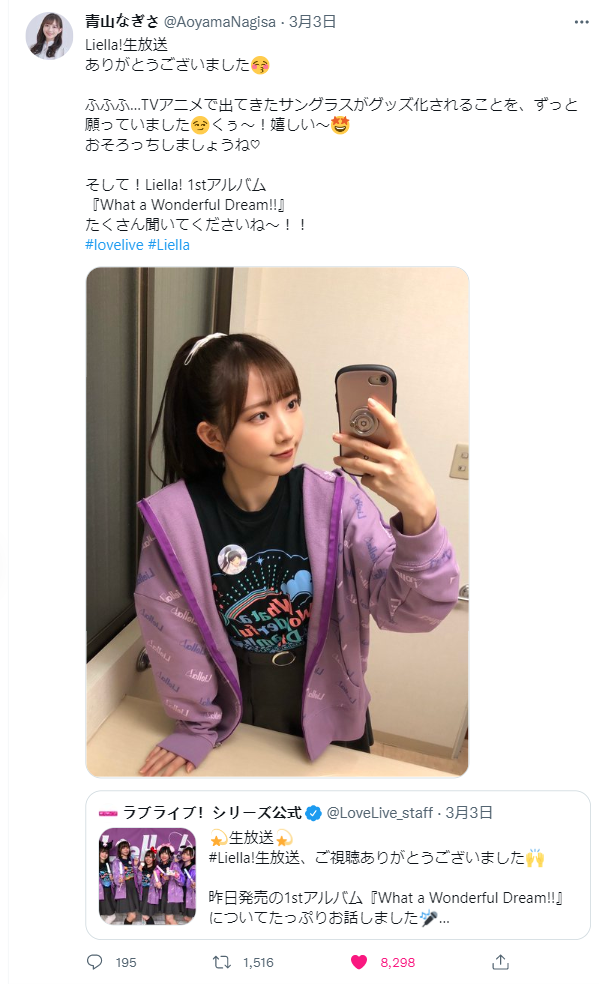 青山なぎさ @AoyamaNagisa · 3月3日
Liella!生放送
ありがとうございました😚
ふふふ…TVアニメで出てきたサングラスがグッズ化されることを、ずっと
願っていました😏くぅ〜！嬉しい〜🤩
おそろっちしましょうね♡
そして！Liella! 1stアルバム
『What a Wonderful Dream!!』
たくさん聞いてくださいね〜！！
#lovelive #Liella
What a
Wonderful
Dream!!
ラブライブ！シリーズ公式 @LoveLive_staff · 3月3日
💫生放送💫
#Liella!生放送、ご視聴ありがとうございました🙌
昨日発売の1stアルバム『What a Wonderful Dream!!』
についてたっぷりお話しました🎤...
195
1,516
8,298